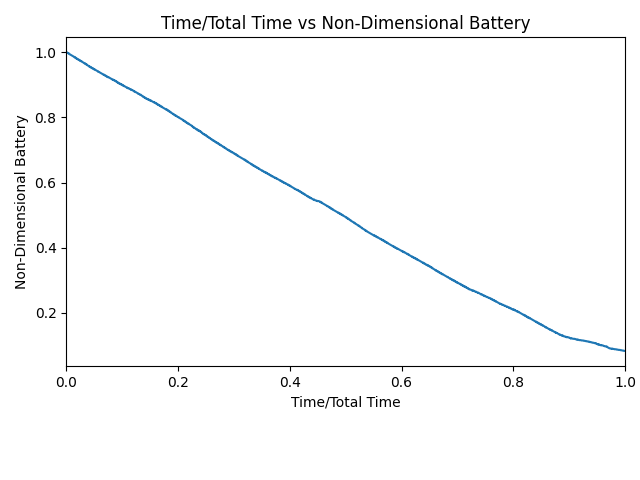 Time/Total Time vs Non-Dimensional Battery
1.0
0.8
0.6
0.4
0.2
Non-Dimensional Battery
0.0 0.2 0.4 0.6 0.8 1.0
Time/Total Time